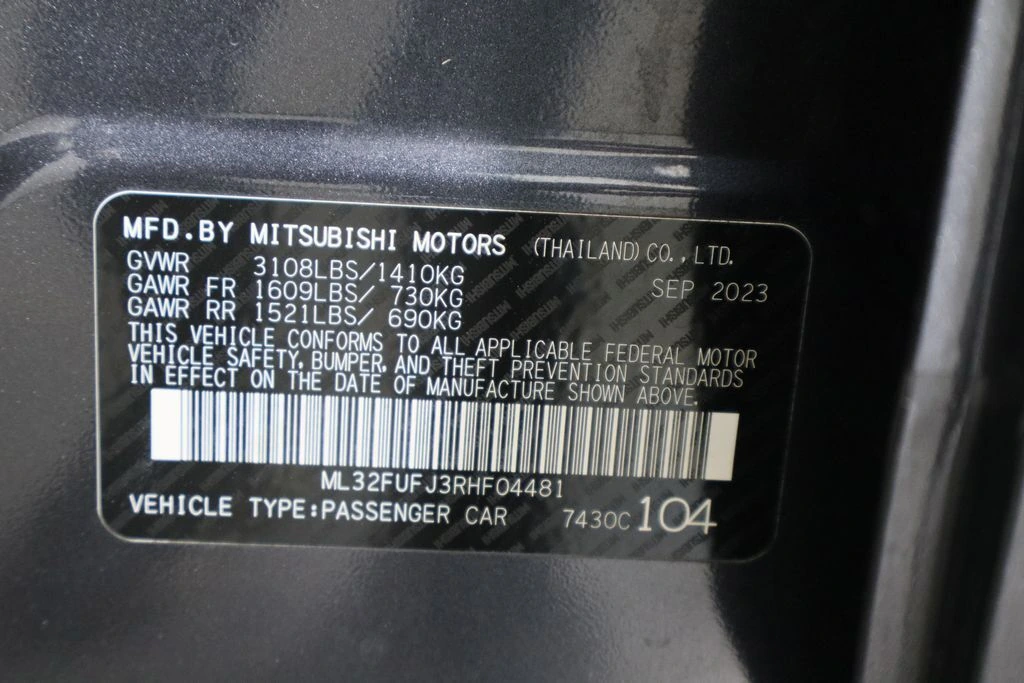 MFD.BY MITSUBISHI MOTORS (THAILAND) CO., LTD.
GVWR 3108LBS/1410KG SEP 2023
GAWR FR 1609LBS/ 730KG
GAWR RR 1521LBS/ 690KG
THIS VEHICLE CONFORMS TO ALL APPLICABLE FEDERAL MOTOR
VEHICLE SAFETY, BUMPER, AND THEFT PREVENTION STANDARDS
IN EFFECT ON THE DATE OF MANUFACTURE SHOWN ABOVE.
ML32FUFJ3RHF04481
VEHICLE TYPE:PASSENGER CAR 7430C 104